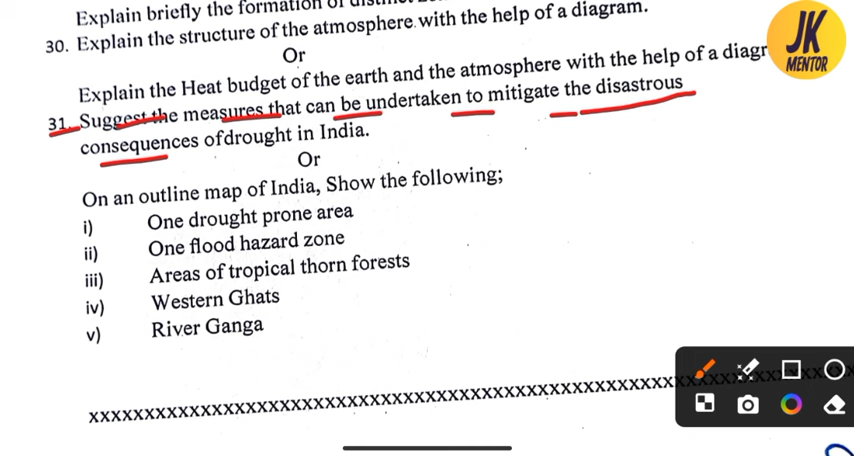 Explain briefly the formation of
30. Explain the structure of the atmosphere with the help of a diagram.
Or
Explain the Heat budget of the earth and the atmosphere with the help of a diagr
JK
MENTOR
31. Suggest the measures that can be undertaken to mitigate the disastrous
consequences of drought in India.
Or
On an outline map of India, Show the following;
i) One drought prone area
ii) One flood hazard zone
iii) Areas of tropical thorn forests
iv) Western Ghats
v) River Ganga